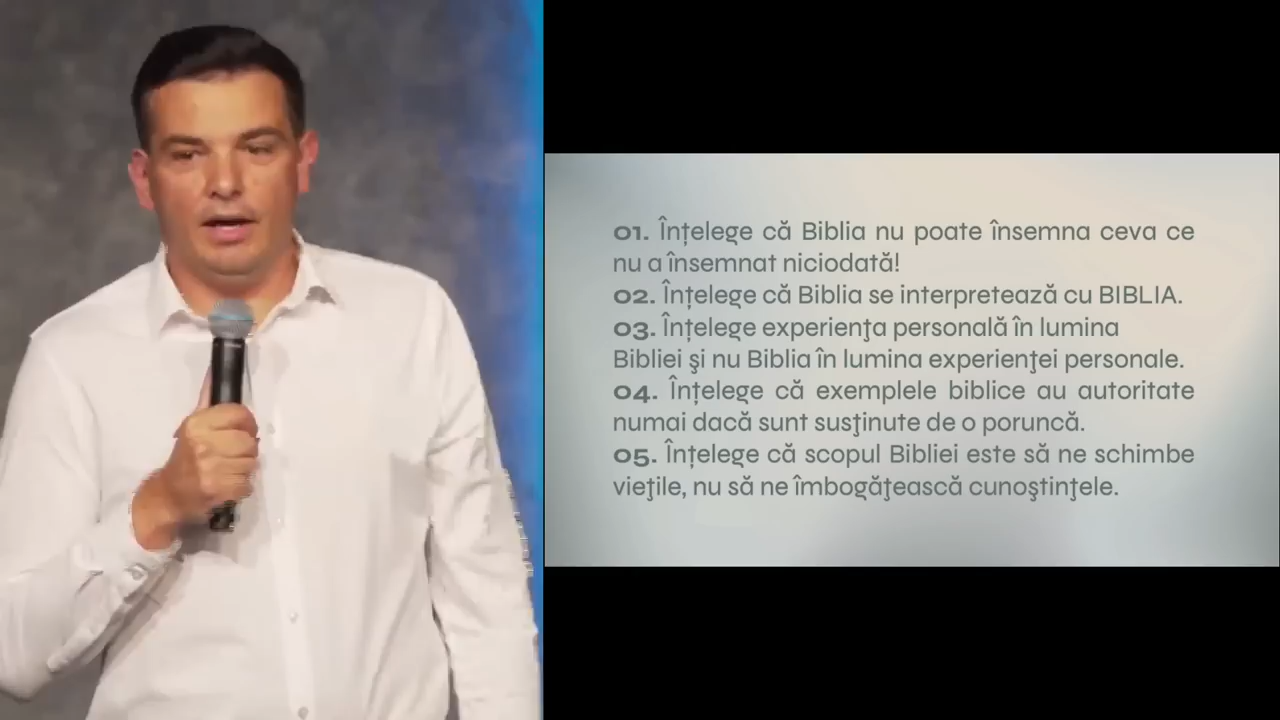 01. Înțelege că Biblia nu poate însemna ceva ce
nu a însemnat niciodată!
02. Înțelege că Biblia se interpretează cu BIBLIA.
03. Înțelege experienţa personală în lumina
Bibliei şi nu Biblia în lumina experienţei personale.
04. Înțelege că exemplele biblice au autoritate
numai dacă sunt susţinute de o poruncă.
05. Înțelege că scopul Bibliei este să ne schimbe
vieţile, nu să ne îmbogăţească cunoştinţele.